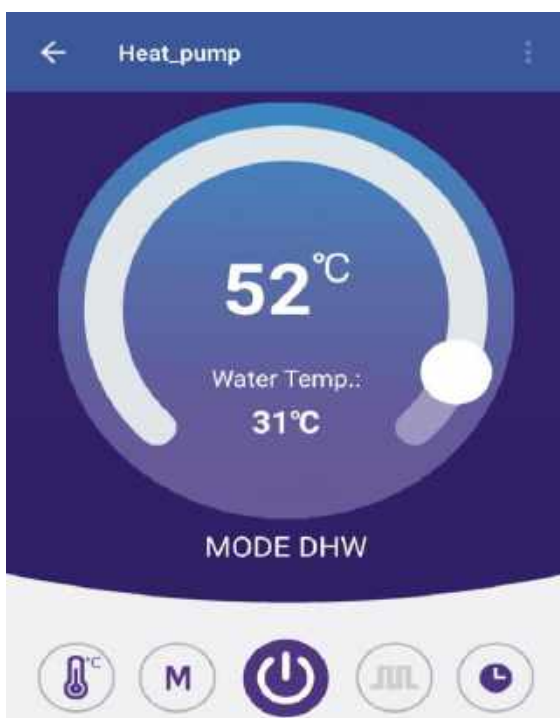 Heat_pump
52°C
Water Temp.:
31°C
MODE DHW
°C
M